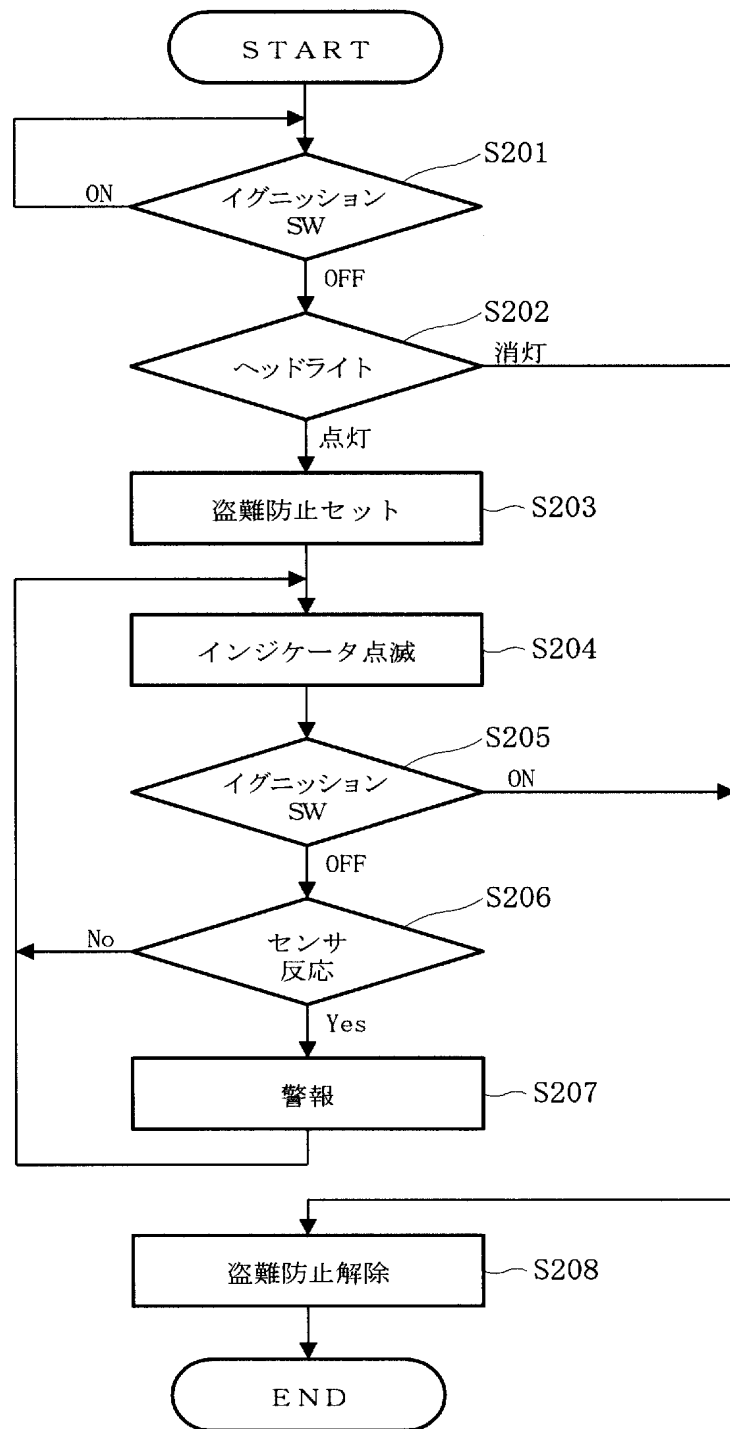 START
S201
ON
イグニッション
SW
OFF
S202
ヘッドライト
消灯
点灯
盗難防止セット
S203
インジケータ点滅
S204
S205
イグニッション
SW
ON
OFF
S206
No
センサ
反応
Yes
警報
S207
盗難防止解除
S208
END